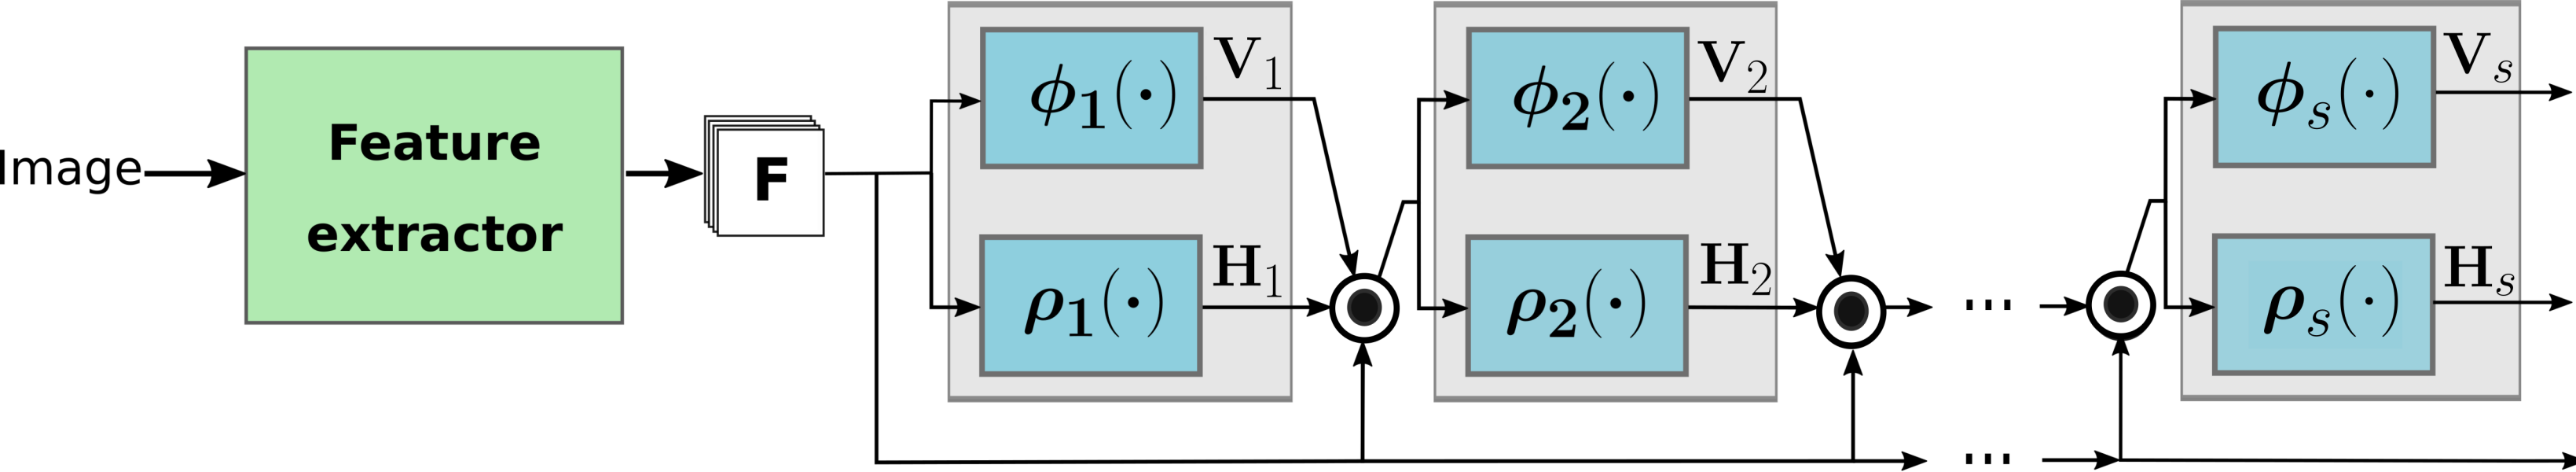 Image
Feature
extractor
F
ϕ₁(·)
V₁
ρ₁(·)
H₁
ϕ₂(·)
V₂
ρ₂(·)
H₂
...
...
ϕₛ(·)
Vₛ
ρₛ(·)
Hₛ